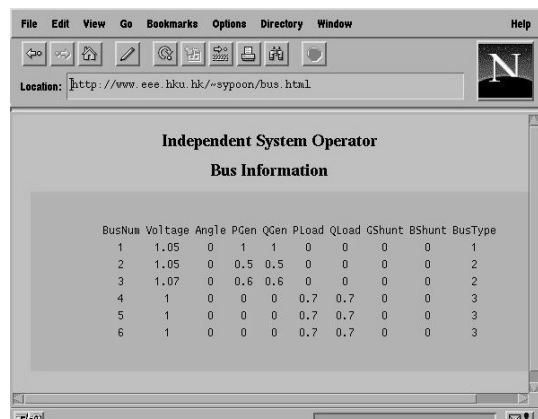 File Edit View Go Bookmarks Options Directory Window Help
N
Location: http://www.eee.hku.hk/~sypoon/bus.html
Independent System Operator
Bus Information
BusNum Voltage Angle PGen QGen PLoad QLoad GShunt BShunt BusType
1 1.05 0 1 1 0 0 0 0 1
2 1.05 0 0.5 0.5 0 0 0 0 2
3 1.07 0 0.6 0.6 0 0 0 0 2
4 1 0 0 0 0.7 0.7 0 0 3
5 1 0 0 0 0.7 0.7 0 0 3
6 1 0 0 0 0.7 0.7 0 0 3